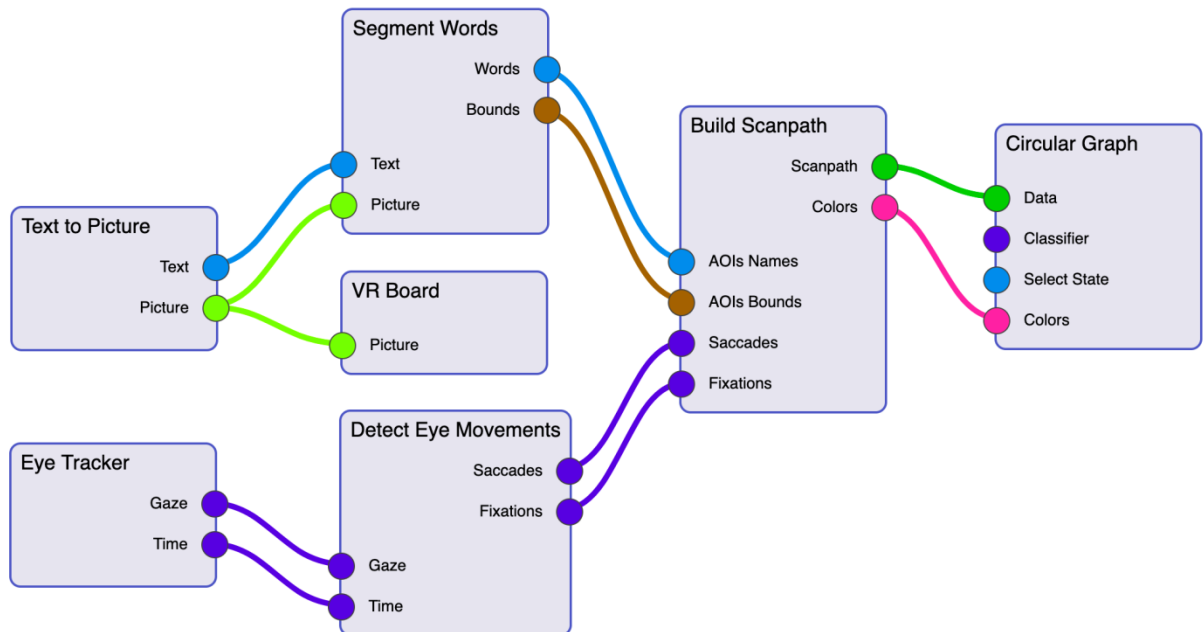 Text to Picture
Text
Picture
Segment Words
Words
Bounds
Text
Picture
VR Board
Picture
Eye Tracker
Gaze
Time
Detect Eye Movements
Saccades
Fixations
Gaze
Time
Build Scanpath
Scanpath
Colors
AOIs Names
AOIs Bounds
Saccades
Fixations
Circular Graph
Data
Classifier
Select State
Colors